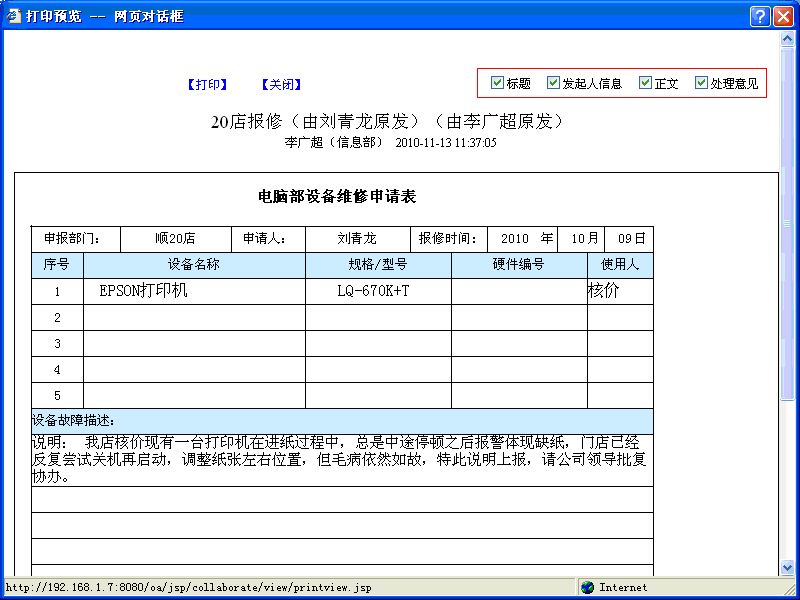 打印预览 -- 网页对话框
【打印】 【关闭】 标题 发起人信息 正文 处理意见
20店报修（由刘青龙原发）（由李广超原发）
李广超（信息部） 2010-11-13 11:37:05
电脑部设备维修申请表
申报部门： 顺20店 申请人： 刘青龙 报修时间： 2010 年 10月 09日
序号 设备名称 规格/型号 硬件编号 使用人
1 EPSON打印机 LQ-670K+T 核价
2
3
4
5
设备故障描述：
说明： 我店核价现有一台打印机在进纸过程中，总是中途停顿之后报警体现缺纸，门店已经
反复尝试关机再启动，调整纸张左右位置，但毛病依然如故，特此说明上报，请公司领导批复
协办。
http://192.168.1.7:8080/oa/jsp/collaborate/view/printview.jsp Internet